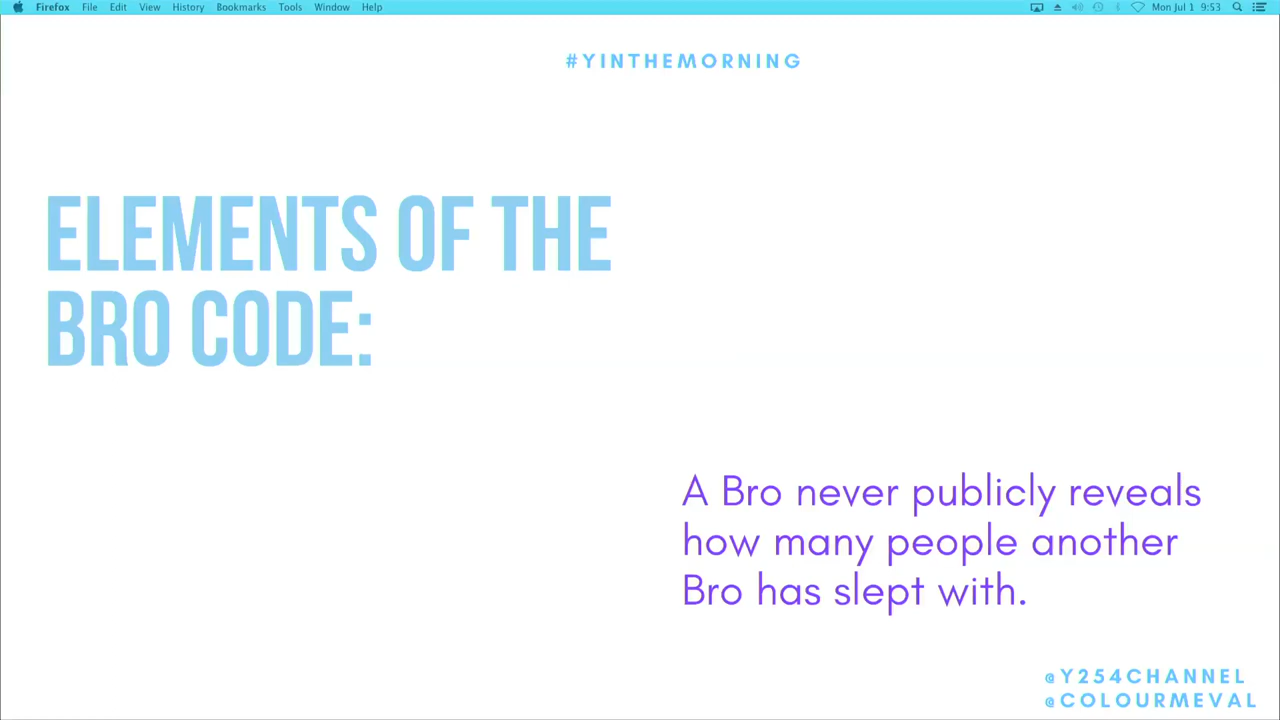 Firefox File Edit View History Bookmarks Tools Window Help Mon Jul 1 9:53
#YINTHEMORNING
ELEMENTS OF THE
BRO CODE:
A Bro never publicly reveals
how many people another
Bro has slept with.
@Y254CHANNEL
@COLOURMEVAL